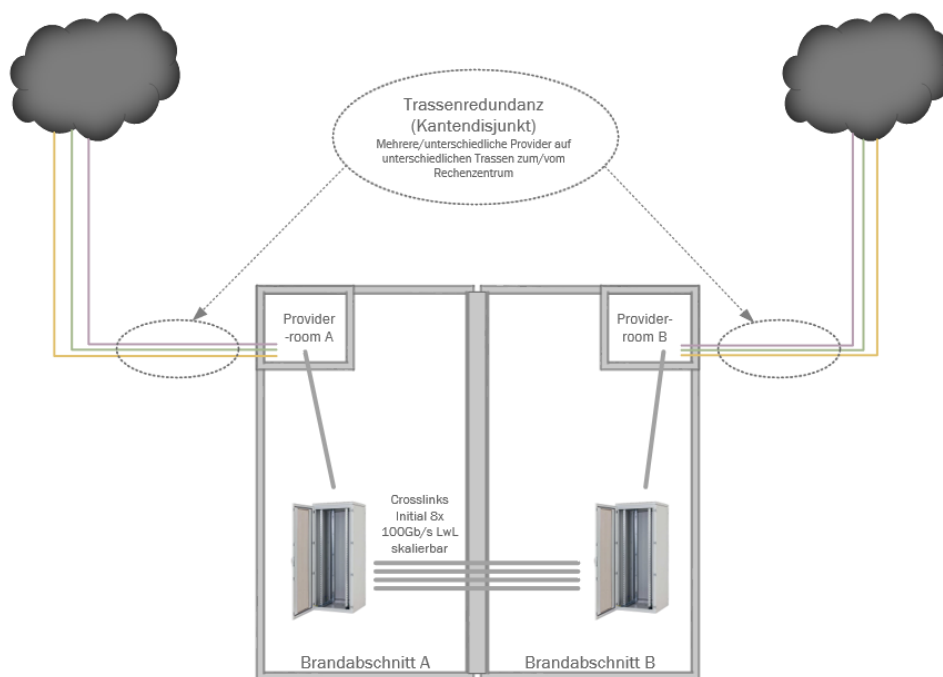 Trassenredundanz
(Kantendisjunkt)
Mehrere/unterschiedliche Provider auf
unterschiedlichen Trassen zum/vom
Rechenzentrum
Provider
-room A
Provider-
room B
Crosslinks
Initial 8x
100Gb/s LwL
skalierbar
Brandabschnitt A
Brandabschnitt B